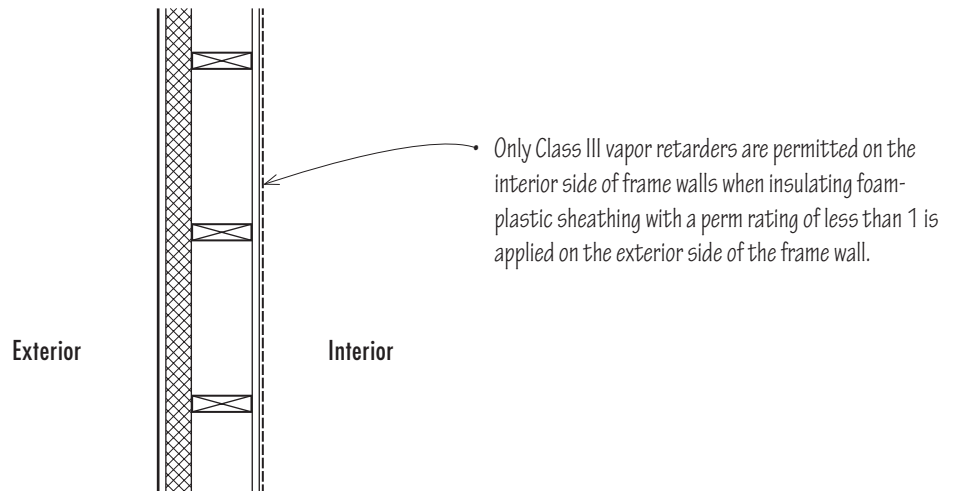 Only Class III vapor retarders are permitted on the
interior side of frame walls when insulating foam-
plastic sheathing with a perm rating of less than 1 is
applied on the exterior side of the frame wall.
Exterior
Interior